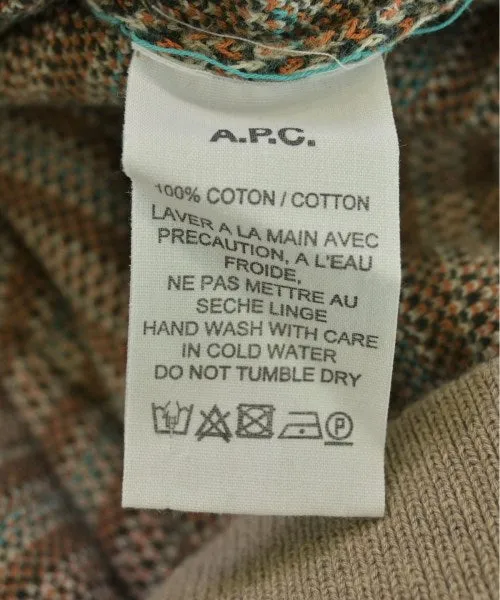 A.P.C.
100% COTON / COTTON
LAVER A LA MAIN AVEC
PRECAUTION, A L'EAU
FROIDE,
NE PAS METTRE AU
SECHE LINGE
HAND WASH WITH CARE
IN COLD WATER
DO NOT TUMBLE DRY
P